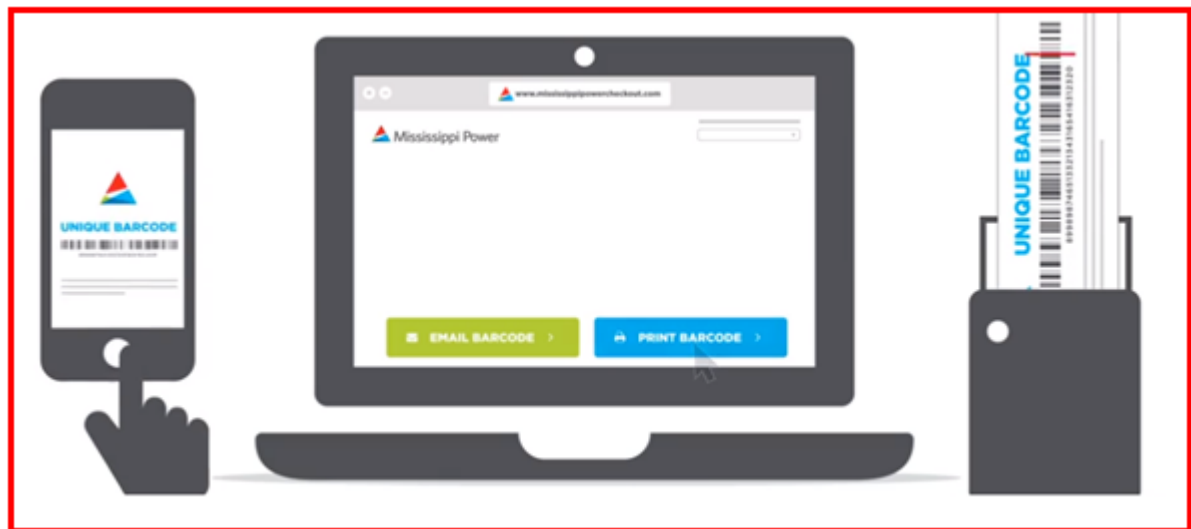 UNIQUE BARCODE
www.mississippipowercheckout.com
Mississippi Power
EMAIL BARCODE >
PRINT BARCODE >
UNIQUE BARCODE